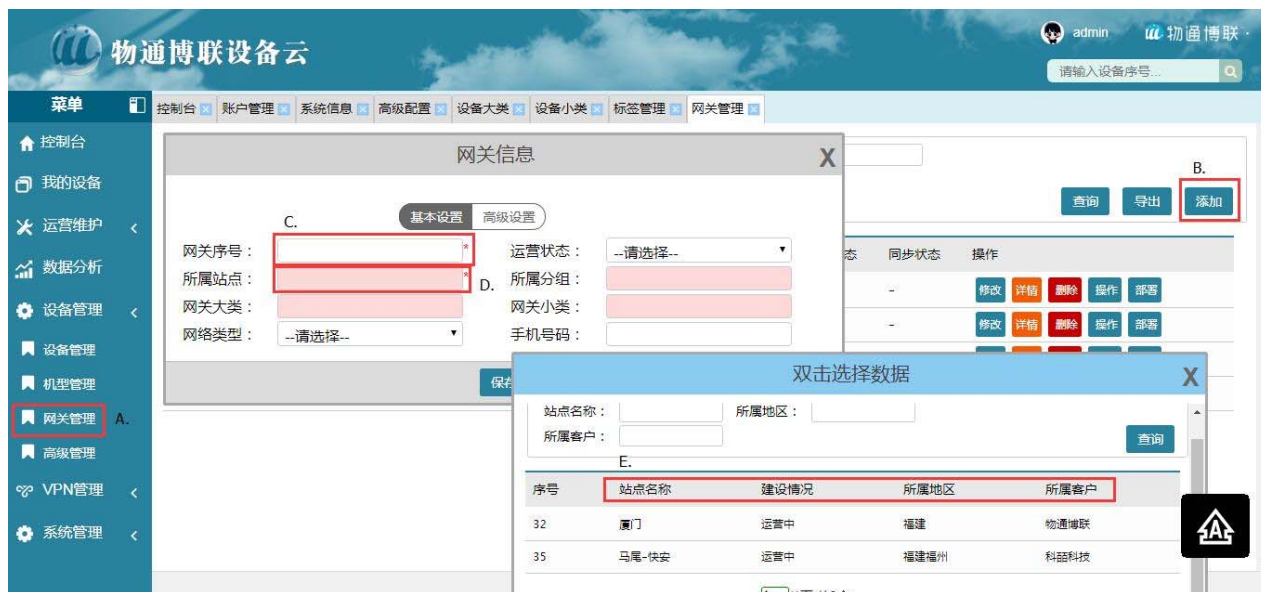 物通博联设备云
admin
物通博联
请输入设备序号...
菜单
控制台 账户管理 系统信息 高级配置 设备大类 设备小类 标签管理 网关管理
控制台
我的设备
运营维护
数据分析
设备管理
设备管理
机型管理
网关管理 A.
高级管理
VPN管理
系统管理
网关信息 X
B.
查询 导出 添加
C.
基本设置 高级设置
网关序号： * 运营状态： --请选择--
所属站点： * D. 所属分组：
网关大类： 网关小类：
网络类型： --请选择-- 手机号码：
保存
态 同步状态 操作
- 修改 详情 删除 操作 部署
- 修改 详情 删除 操作 部署
双击选择数据 X
站点名称： 所属地区：
所属客户： 查询
E.
序号 站点名称 建设情况 所属地区 所属客户
32 厦门 运营中 福建 物通博联
35 马尾-快安 运营中 福建福州 科喆科技
A